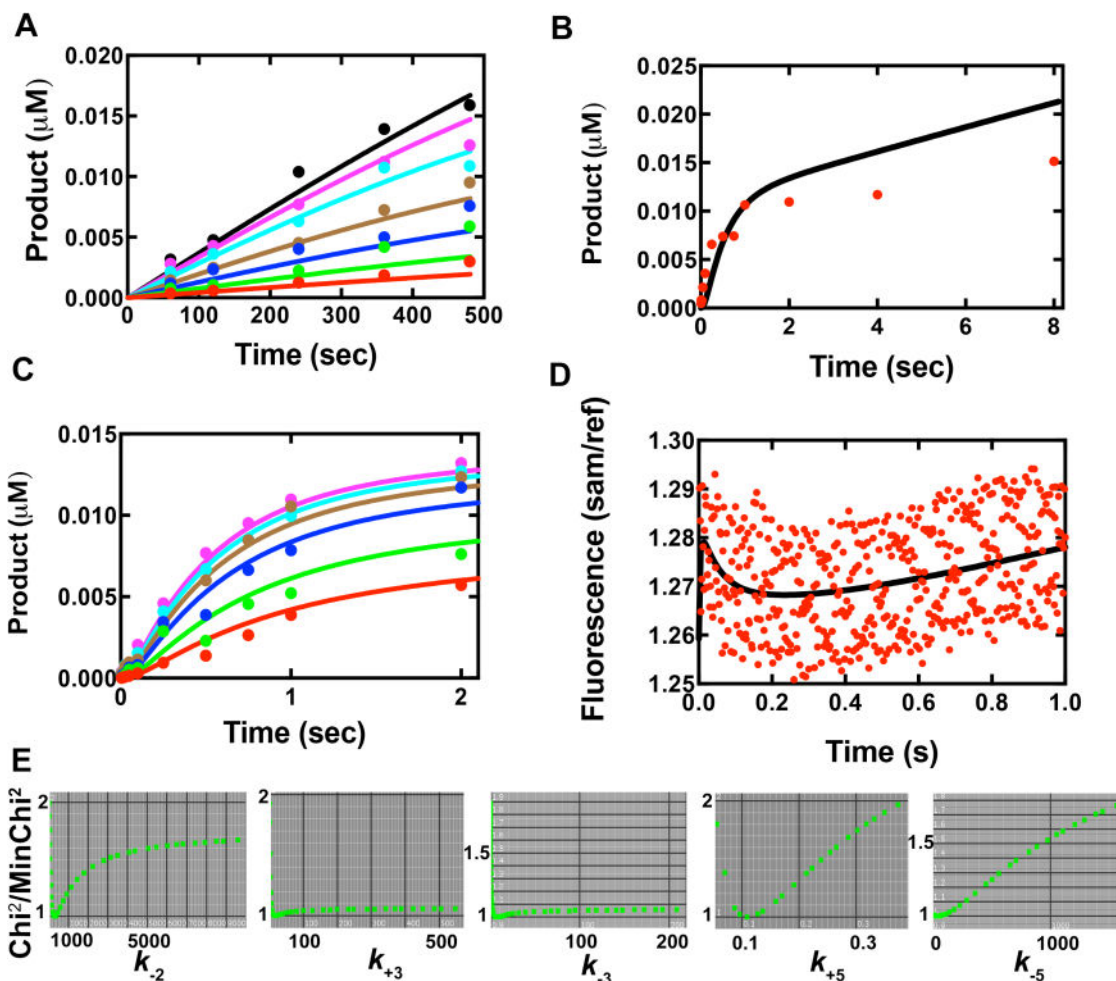 A
0.020
0.015
0.010
0.005
0.000
Product (μM)
0 100 200 300 400 500
Time (sec)
B
0.025
0.020
0.015
0.010
0.005
0.000
Product (μM)
0 2 4 6 8
Time (sec)
C
0.015
0.010
0.005
0.000
Product (μM)
0 1 2
Time (sec)
D
1.30
1.29
1.28
1.27
1.26
1.25
Fluorescence (sam/ref)
0.0 0.2 0.4 0.6 0.8 1.0
Time (s)
E
Chi²/MinChi²
2
1
1000 5000
k-2
2
1
100 500
k+3
1.5
1
100 200
k-3
2
1
0.1 0.3
k+5
1.5
1
0 1000
k-5